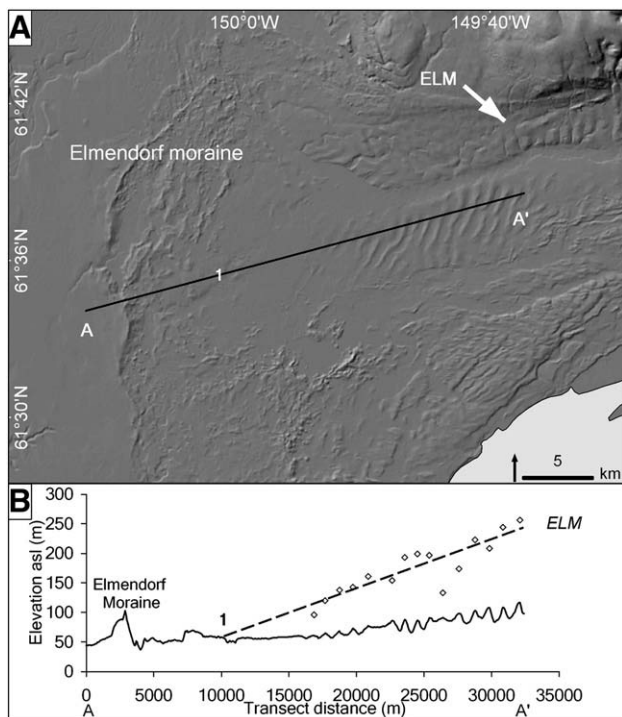 A
150°0'W
149°40'W
61°42'N
ELM
Elmendorf moraine
A'
61°36'N
1
A
61°30'N
5
km
B
300
250
200
150
100
50
0
Elevation asl (m)
ELM
Elmendorf
Moraine
1
0
5000
10000
15000
20000
25000
30000
35000
A
Transect distance (m)
A'